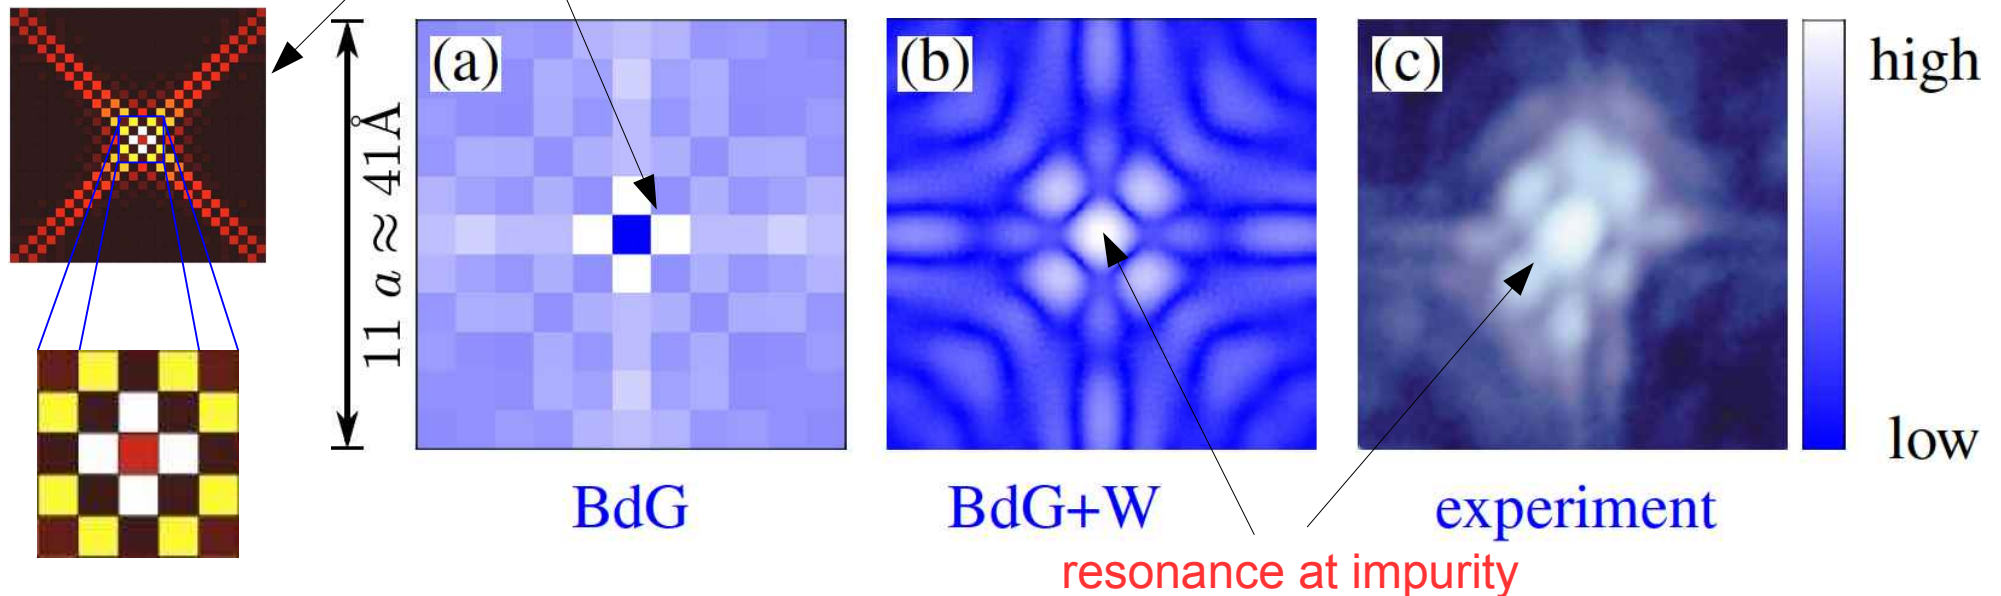 (a)
(b)
(c)
high
low
11 a ≈ 41Å
BdG
BdG+W
experiment
resonance at impurity